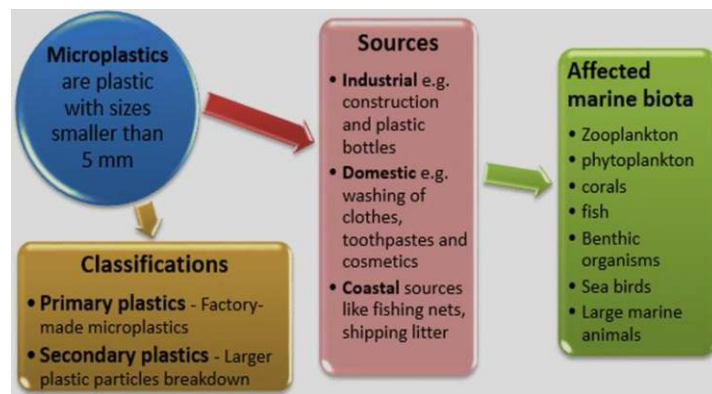 Microplastics
are plastic
with sizes
smaller than
5 mm
Classifications
• Primary plastics - Factory-
made microplastics
• Secondary plastics - Larger
plastic particles breakdown
Sources
• Industrial e.g.
construction
and plastic
bottles
• Domestic e.g.
washing of
clothes,
toothpastes and
cosmetics
• Coastal sources
like fishing nets,
shipping litter
Affected
marine biota
• Zooplankton
• phytoplankton
• corals
• fish
• Benthic
organisms
• Sea birds
• Large marine
animals